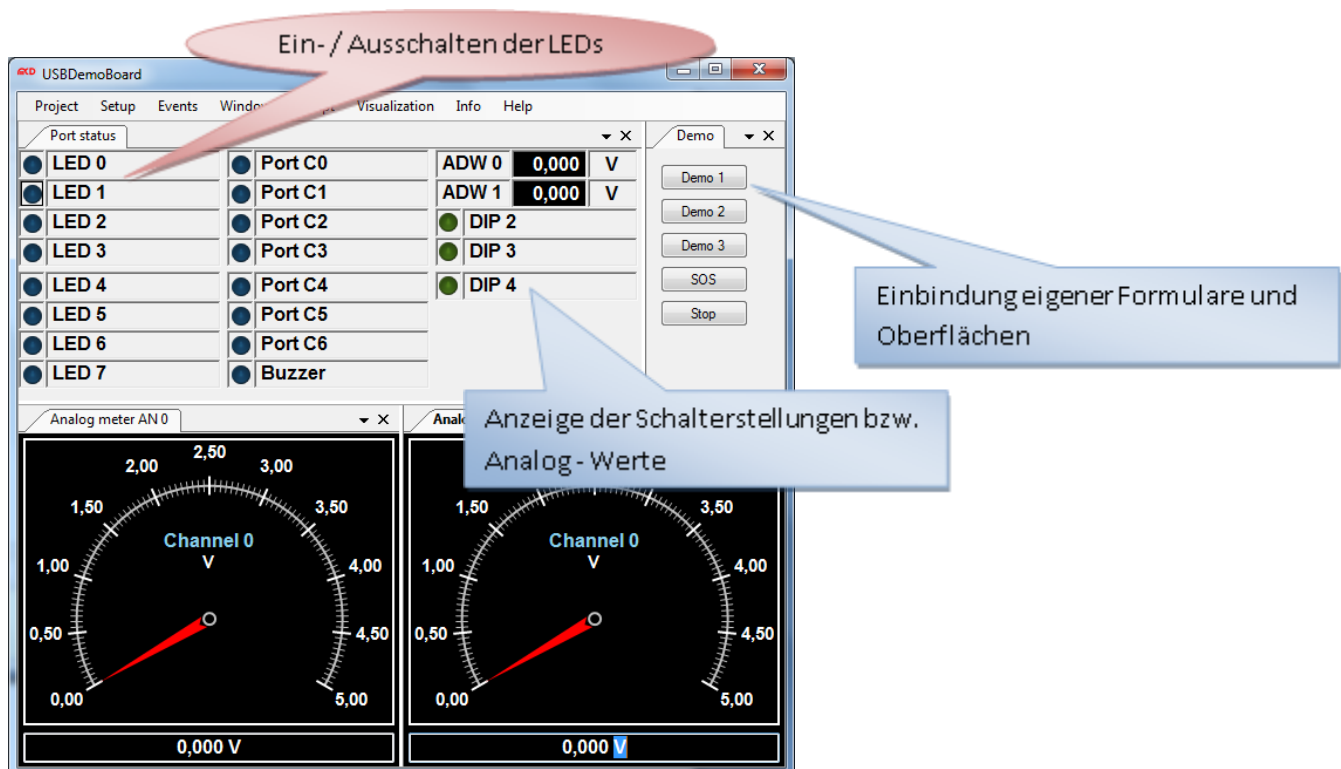 Ein- / Ausschalten der LEDs
USBDemoBoard
Project Setup Events Visualization Info Help
Port status
Demo
LED 0 Port C0 ADW 0 0,000 V
LED 1 Port C1 ADW 1 0,000 V
LED 2 Port C2 DIP 2
LED 3 Port C3 DIP 3
LED 4 Port C4 DIP 4
LED 5 Port C5
LED 6 Port C6
LED 7 Buzzer
Demo 1
Demo 2
Demo 3
SOS
Stop
Einbindung eigener Formulare und
Oberflächen
Anzeige der Schalterstellungen bzw.
Analog - Werte
Analog meter AN 0
2,50
2,00 3,00
1,50 3,50
Channel 0
V
1,00 4,00
0,50 4,50
0,00 5,00
0,000 V
1,50 3,50
Channel 0
V
1,00 4,00
0,50 4,50
0,00 5,00
0,000 V